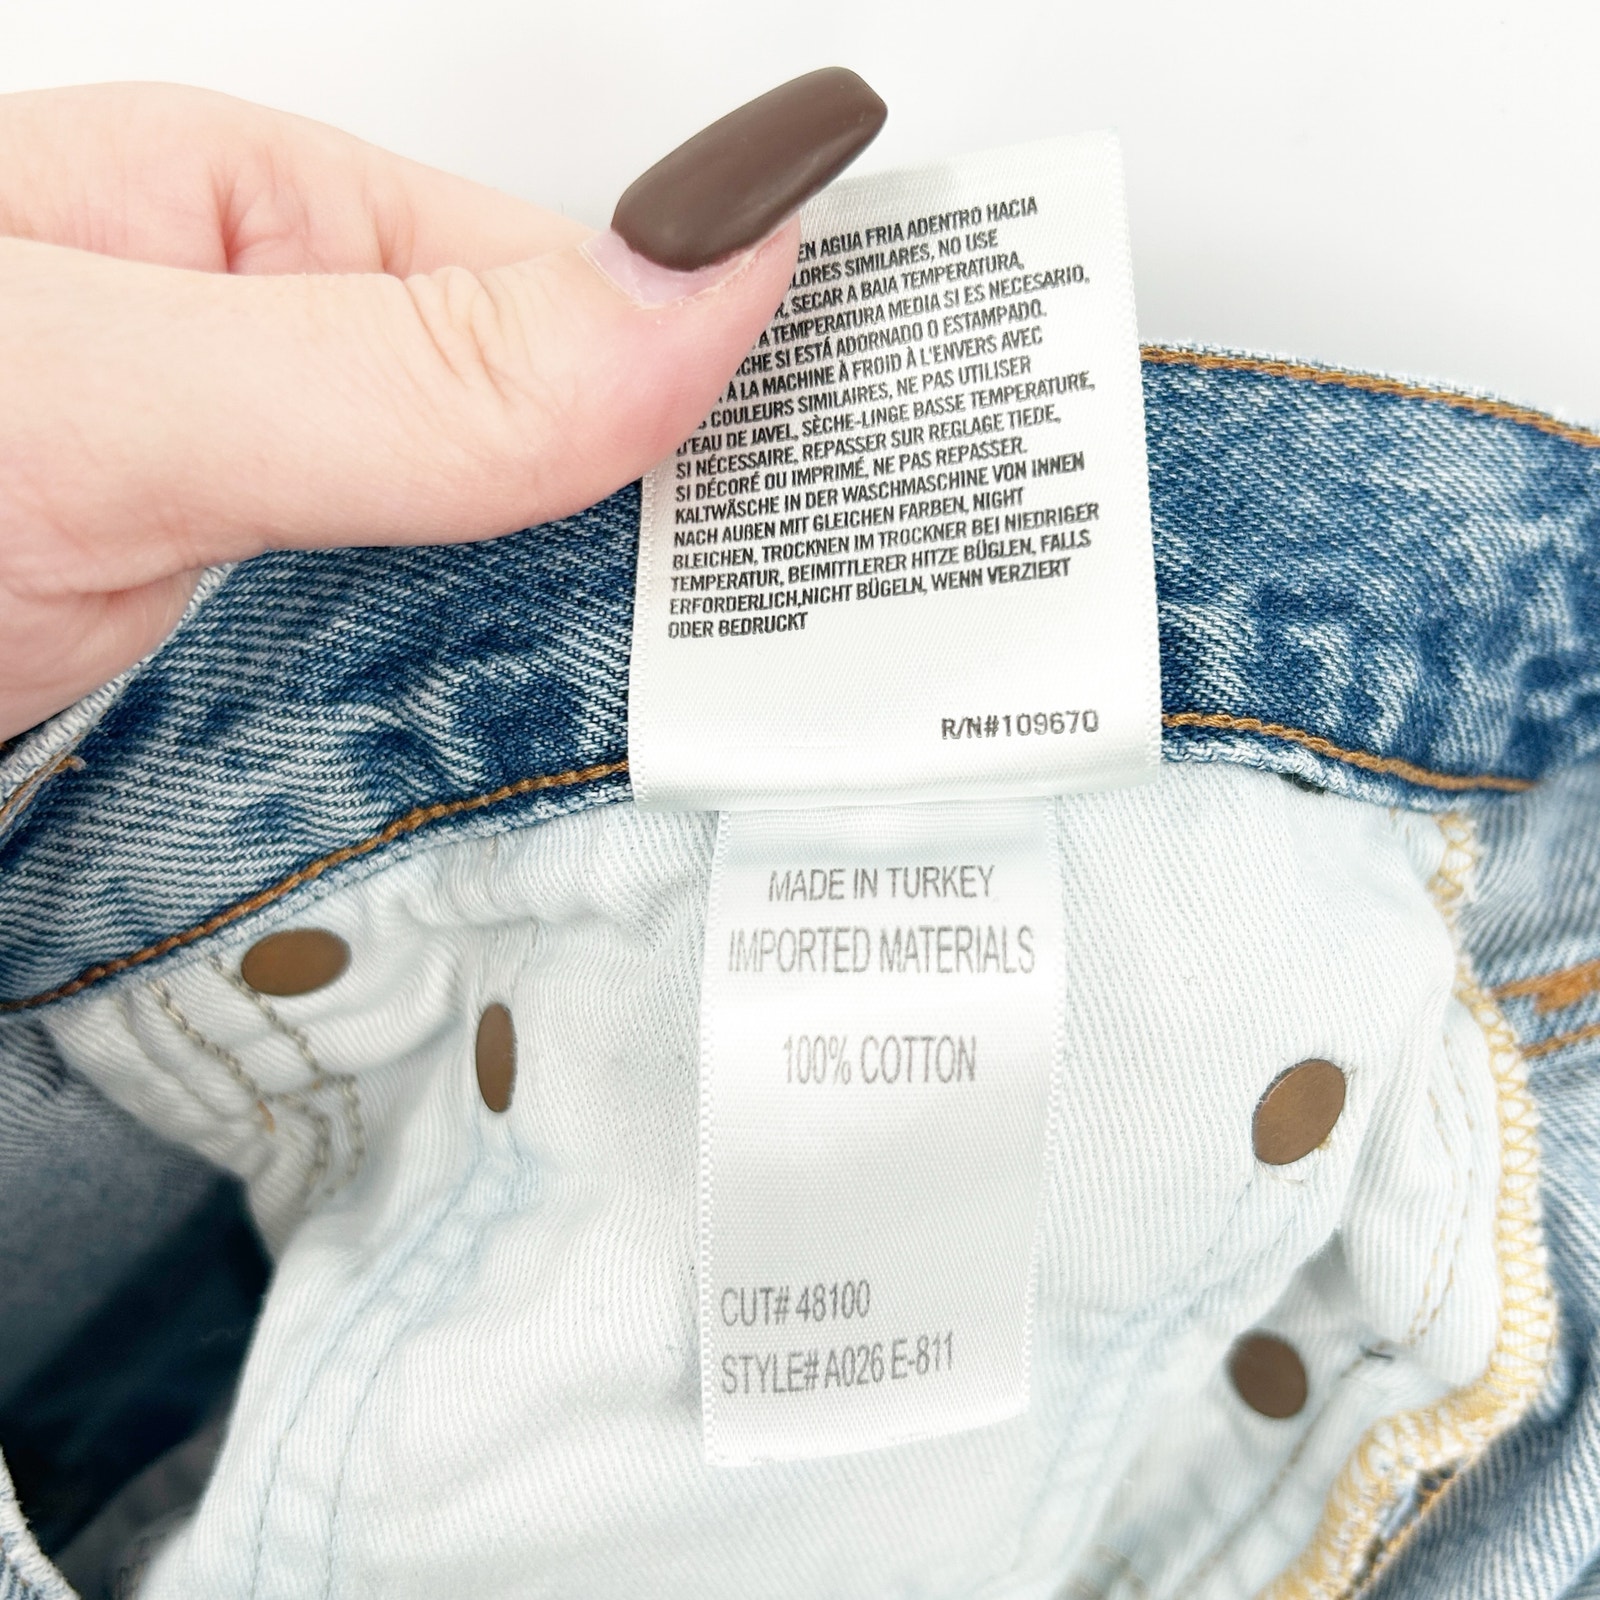 EN AGUA FRIA ADENTRO HACIA
LORES SIMILARES, NO USE
R, SECAR A BAJA TEMPERATURA,
A TEMPERATURA MEDIA SI ES NECESARIO,
CHE SI ESTÁ ADORNADO O ESTAMPADO.
À LA MACHINE À FROID À L'ENVERS AVEC
COULEURS SIMILAIRES, NE PAS UTILISER
D'EAU DE JAVEL, SÈCHE-LINGE BASSE TEMPERATURE,
SI NÉCESSAIRE, REPASSER SUR REGLAGE TIEDE,
SI DÉCORÉ OU IMPRIMÉ, NE PAS REPASSER.
KALTWÄSCHE IN DER WASCHMASCHINE VON INNEN
NACH AUßEN MIT GLEICHEN FARBEN, NIGHT
BLEICHEN, TROCKNEN IM TROCKNER BEI NIEDRIGER
TEMPERATUR, BEIMITTLERER HITZE BÜGLEN, FALLS
ERFORDERLICH,NICHT BÜGELN, WENN VERZIERT
ODER BEDRUCKT
R/N#109670
MADE IN TURKEY
IMPORTED MATERIALS
100% COTTON
CUT# 48100
STYLE# A026 E-811